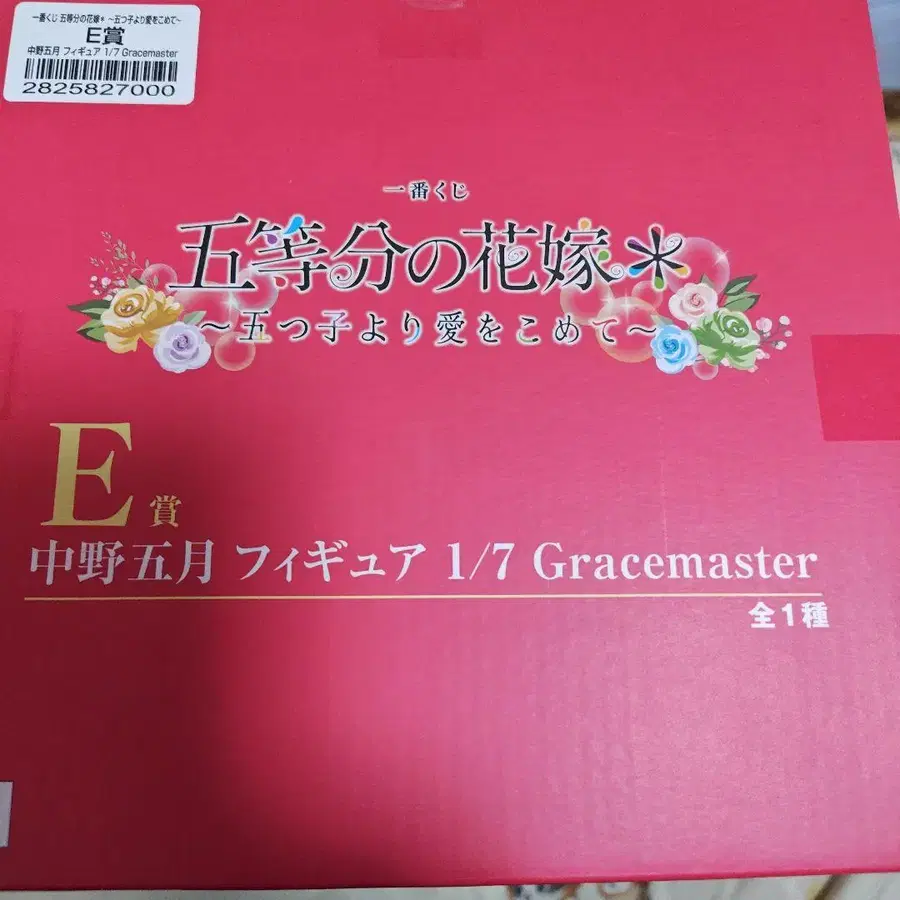 一番くじ 五等分の花嫁＊ ～五つ子より愛をこめて～
E賞
中野五月 フィギュア 1/7 Gracemaster
2825827000
一番くじ
五等分の花嫁＊
～五つ子より愛をこめて～
E賞
中野五月 フィギュア 1/7 Gracemaster
全1種